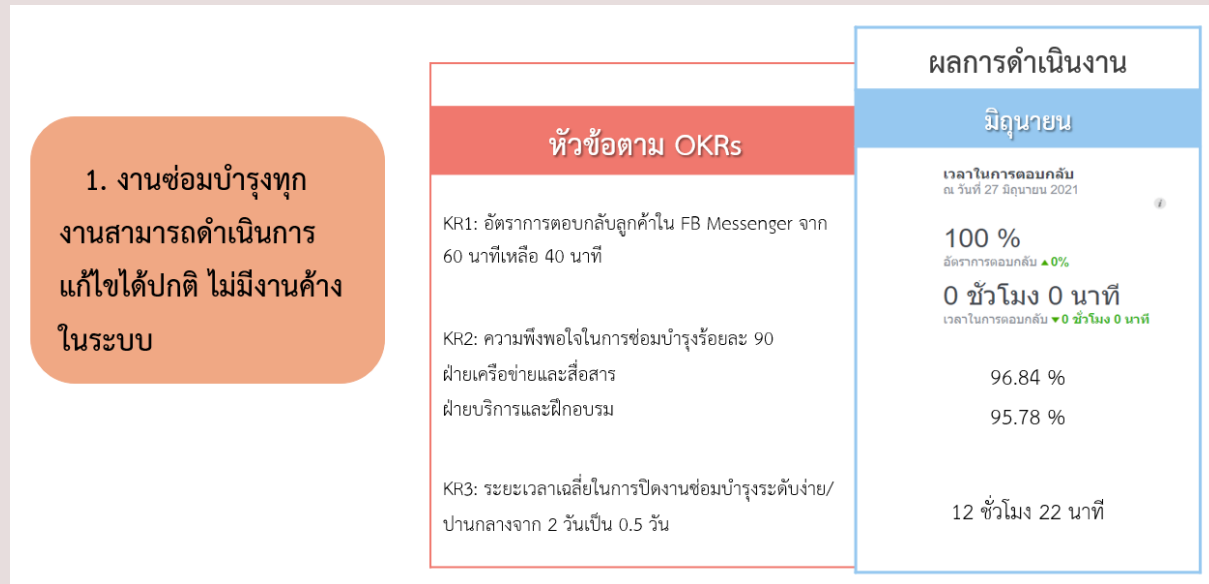 1. งานซ่อมบำรุงทุก
งานสามารถดำเนินการ
แก้ไขได้ปกติ ไม่มีงานค้าง
ในระบบ
หัวข้อตาม OKRs
KR1: อัตราการตอบกลับลูกค้าใน FB Messenger จาก
60 นาทีเหลือ 40 นาที
KR2: ความพึงพอใจในการซ่อมบำรุงร้อยละ 90
ฝ่ายเครือข่ายและสื่อสาร
ฝ่ายบริการและฝึกอบรม
KR3: ระยะเวลาเฉลี่ยในการปิดงานซ่อมบำรุงระดับง่าย/
ปานกลางจาก 2 วันเป็น 0.5 วัน
ผลการดำเนินงาน
มิถุนายน
เวลาในการตอบกลับ
ณ วันที่ 27 มิถุนายน 2021
i
100 %
อัตราการตอบกลับ ▲0%
0 ชั่วโมง 0 นาที
เวลาในการตอบกลับ ▼0 ชั่วโมง 0 นาที
96.84 %
95.78 %
12 ชั่วโมง 22 นาที